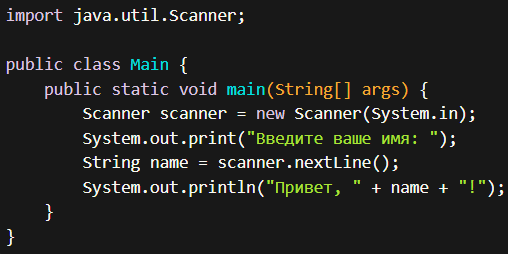 import java.util.Scanner;

public class Main {
    public static void main(String[] args) {
        Scanner scanner = new Scanner(System.in);
        System.out.print("Введите ваше имя: ");
        String name = scanner.nextLine();
        System.out.println("Привет, " + name + "!");
    }
}